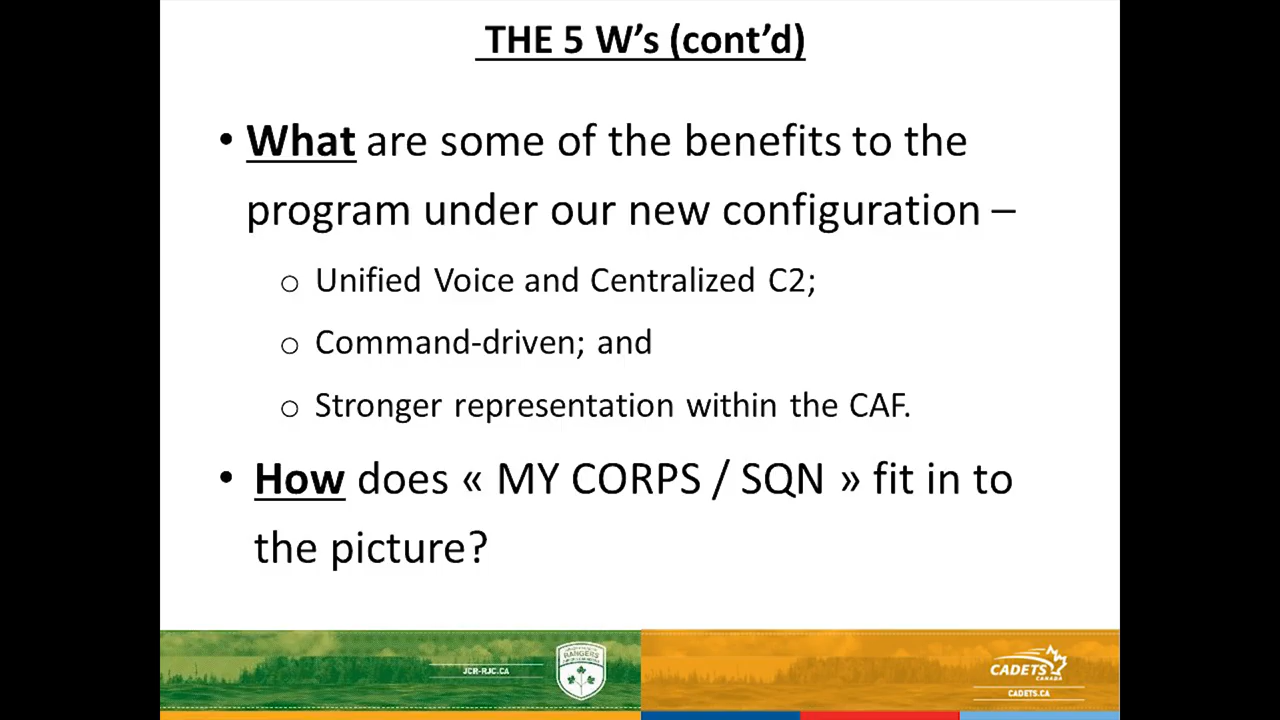 THE 5 W’s (cont’d)
• What are some of the benefits to the
program under our new configuration –
o Unified Voice and Centralized C2;
o Command-driven; and
o Stronger representation within the CAF.
• How does « MY CORPS / SQN » fit in to
the picture?
JCR-RJC.CA
RANGERS
CADETS
CANADA
CADETS.CA